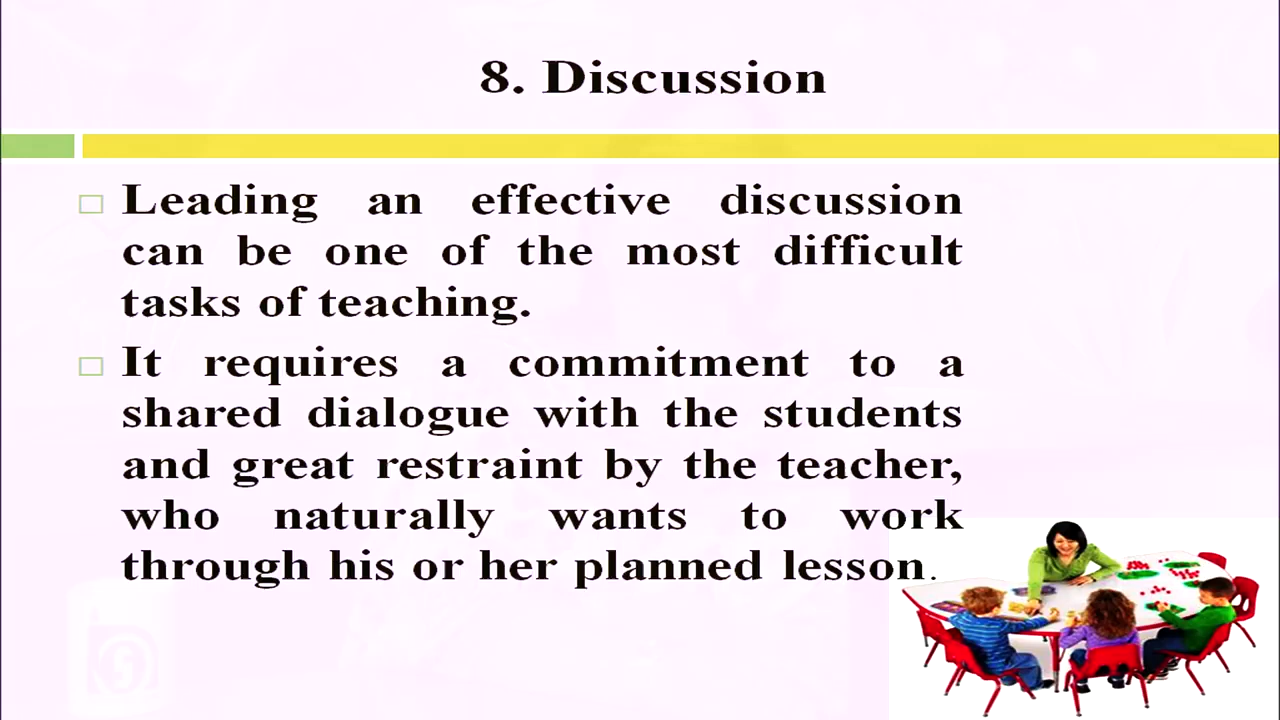 8. Discussion
Leading an effective discussion
can be one of the most difficult
tasks of teaching.
It requires a commitment to a
shared dialogue with the students
and great restraint by the teacher,
who naturally wants to work
through his or her planned lesson.